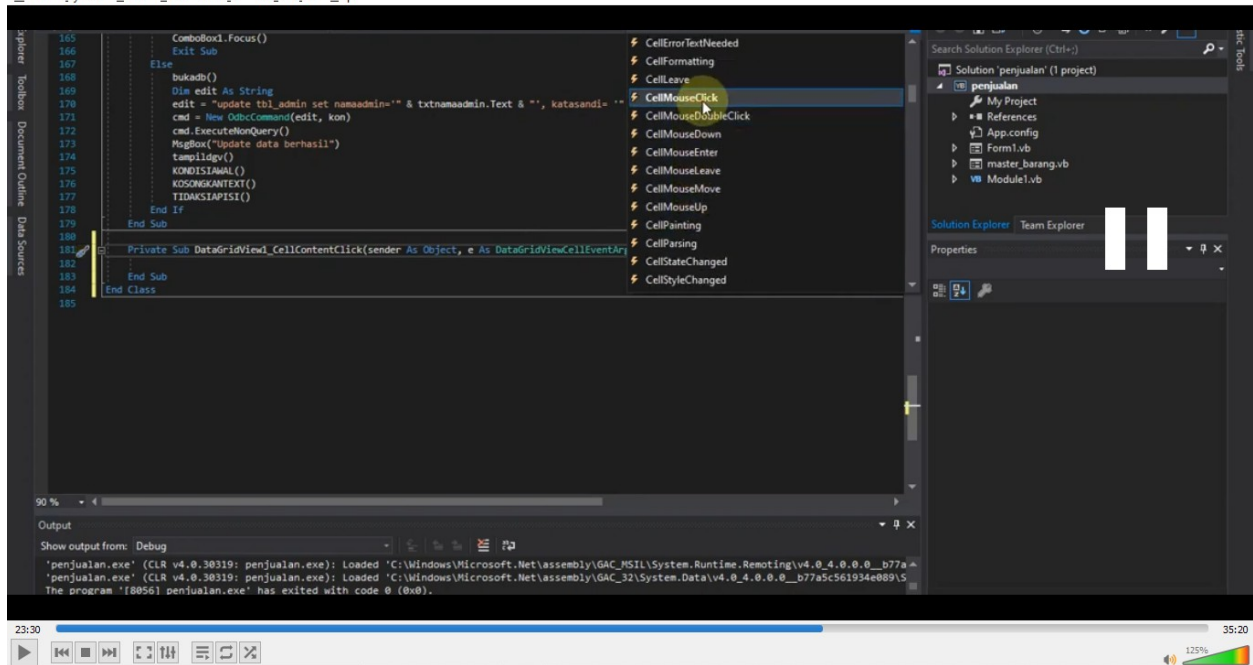 165 ComboBox1.Focus()
166 Exit Sub
167 Else
168 bukadb()
169 Dim edit As String
170 edit = "update tbl_admin set namaadmin='" & txtnamaadmin.Text & "', katasandi= '"
171 cmd = New OdbcCommand(edit, kon)
172 cmd.ExecuteNonQuery()
173 MsgBox("Update data berhasil")
174 tampildgv()
175 KONDISIAWAL()
176 KOSONGKANTEXT()
177 TIDAKSIAPISI()
178 End If
179 End Sub
180
181 Private Sub DataGridView1_CellContentClick(sender As Object, e As DataGridViewCellEventArg
182
183 End Sub
184 End Class
185
CellErrorTextNeeded
CellFormatting
CellLeave
CellMouseClick
CellMouseDoubleClick
CellMouseDown
CellMouseEnter
CellMouseLeave
CellMouseMove
CellMouseUp
CellPainting
CellParsing
CellStateChanged
CellStyleChanged
Toolbox
Document Outline
Data Sources
Search Solution Explorer (Ctrl+;)
Solution 'penjualan' (1 project)
VB penjualan
My Project
References
App.config
Form1.vb
master_barang.vb
VB Module1.vb
Solution Explorer Team Explorer
Properties
Tools
90 %
Output
Show output from: Debug
'penjualan.exe' (CLR v4.0.30319: penjualan.exe): Loaded 'C:\Windows\Microsoft.Net\assembly\GAC_MSIL\System.Runtime.Remoting\v4.0_4.0.0.0__b77a
'penjualan.exe' (CLR v4.0.30319: penjualan.exe): Loaded 'C:\Windows\Microsoft.Net\assembly\GAC_32\System.Data\v4.0_4.0.0.0__b77a5c561934e089\S
The program '[8056] penjualan.exe' has exited with code 0 (0x0).
23:30 35:20
125%